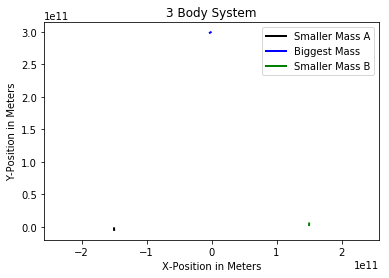 3 Body System
1e11
3.0
2.5
2.0
1.5
1.0
0.5
0.0
Y-Position in Meters
Smaller Mass A
Biggest Mass
Smaller Mass B
−2 −1 0 1 2
1e11
X-Position in Meters